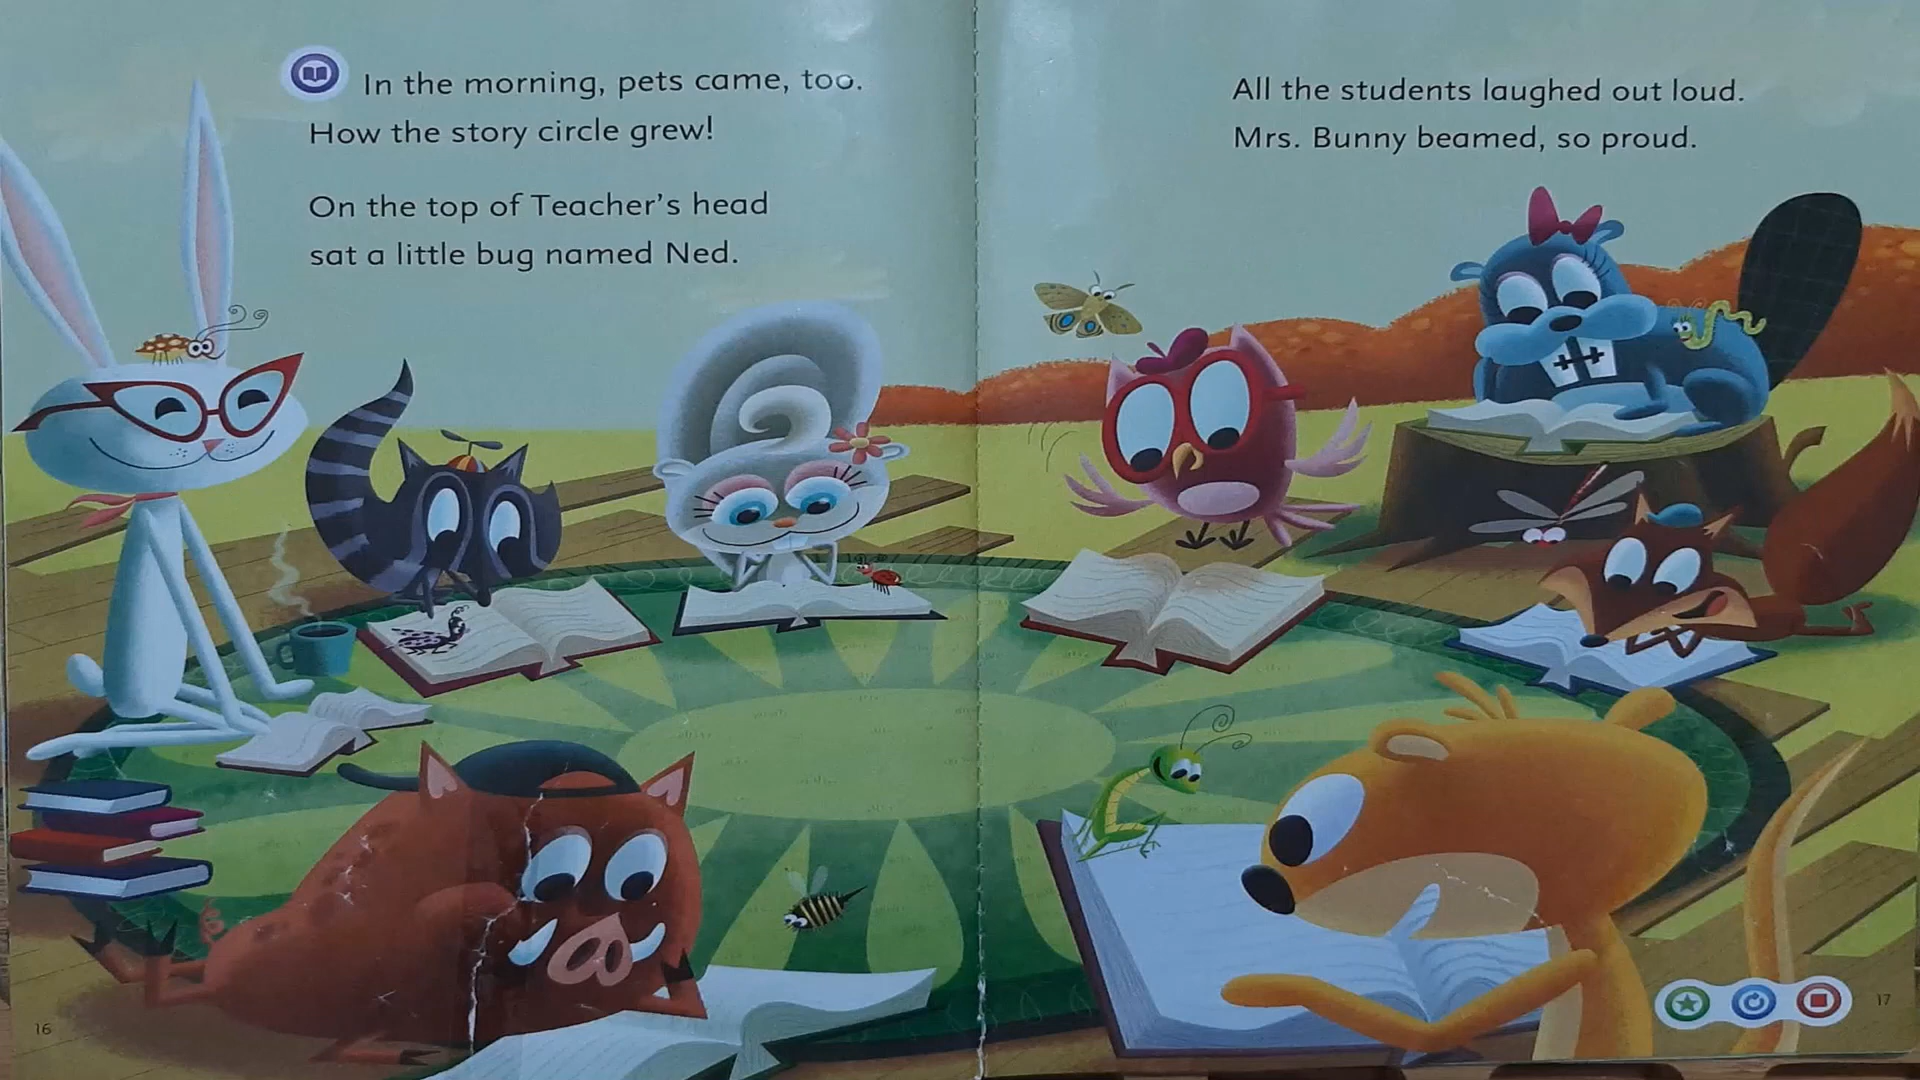 In the morning, pets came, too.
How the story circle grew!
On the top of Teacher's head
sat a little bug named Ned.
16
All the students laughed out loud.
Mrs. Bunny beamed, so proud.
17